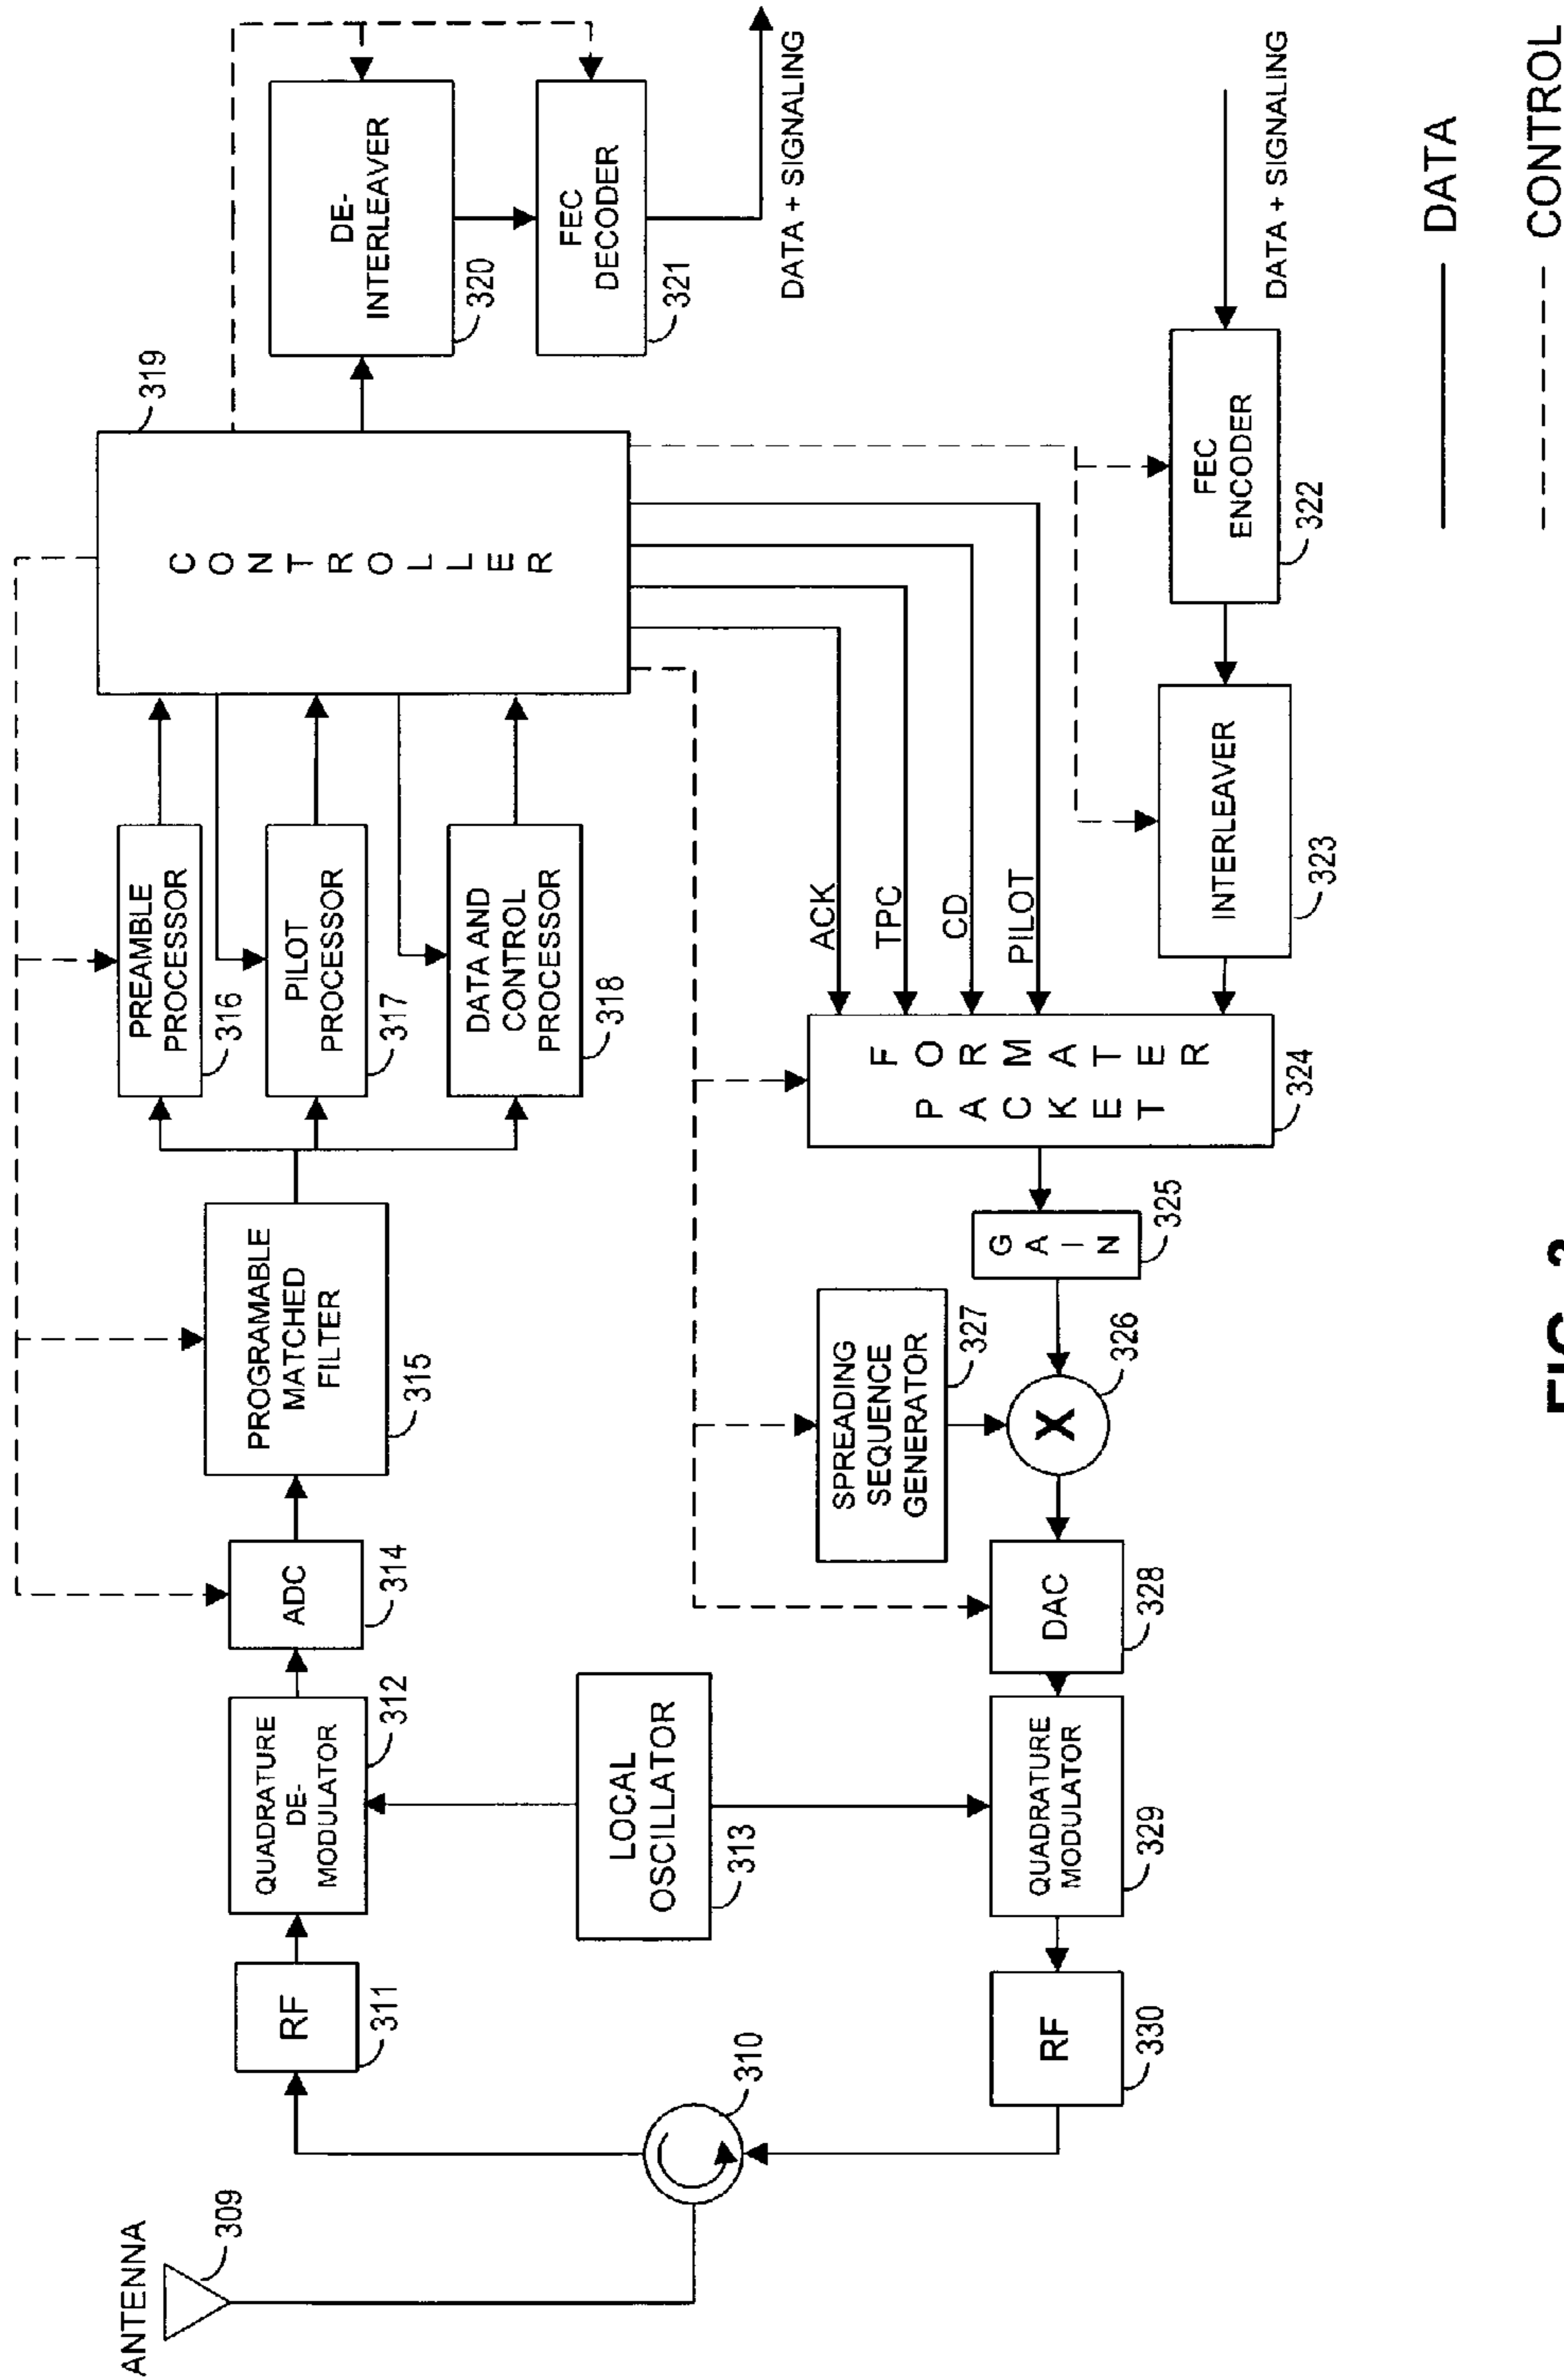 ANTENNA
309
310
RF
311
QUADRATURE
DE-
MODULATOR
312
LOCAL
OSCILLATOR
313
ADC
314
PROGRAMABLE
MATCHED
FILTER
315
PREAMBLE
PROCESSOR
316
PILOT
PROCESSOR
317
DATA AND
CONTROL
PROCESSOR
318
CONTROLLER
319
DE-
INTERLEAVER
320
FEC
DECODER
321
DATA + SIGNALING
ACK
TPC
CD
PILOT
RF
330
QUADRATURE
MODULATOR
329
DAC
328
SPREADING
SEQUENCE
GENERATOR
327
X
326
GAIN
325
PACKET
FORMATER
324
INTERLEAVER
323
FEC
ENCODER
322
DATA + SIGNALING
DATA
CONTROL
FIG.